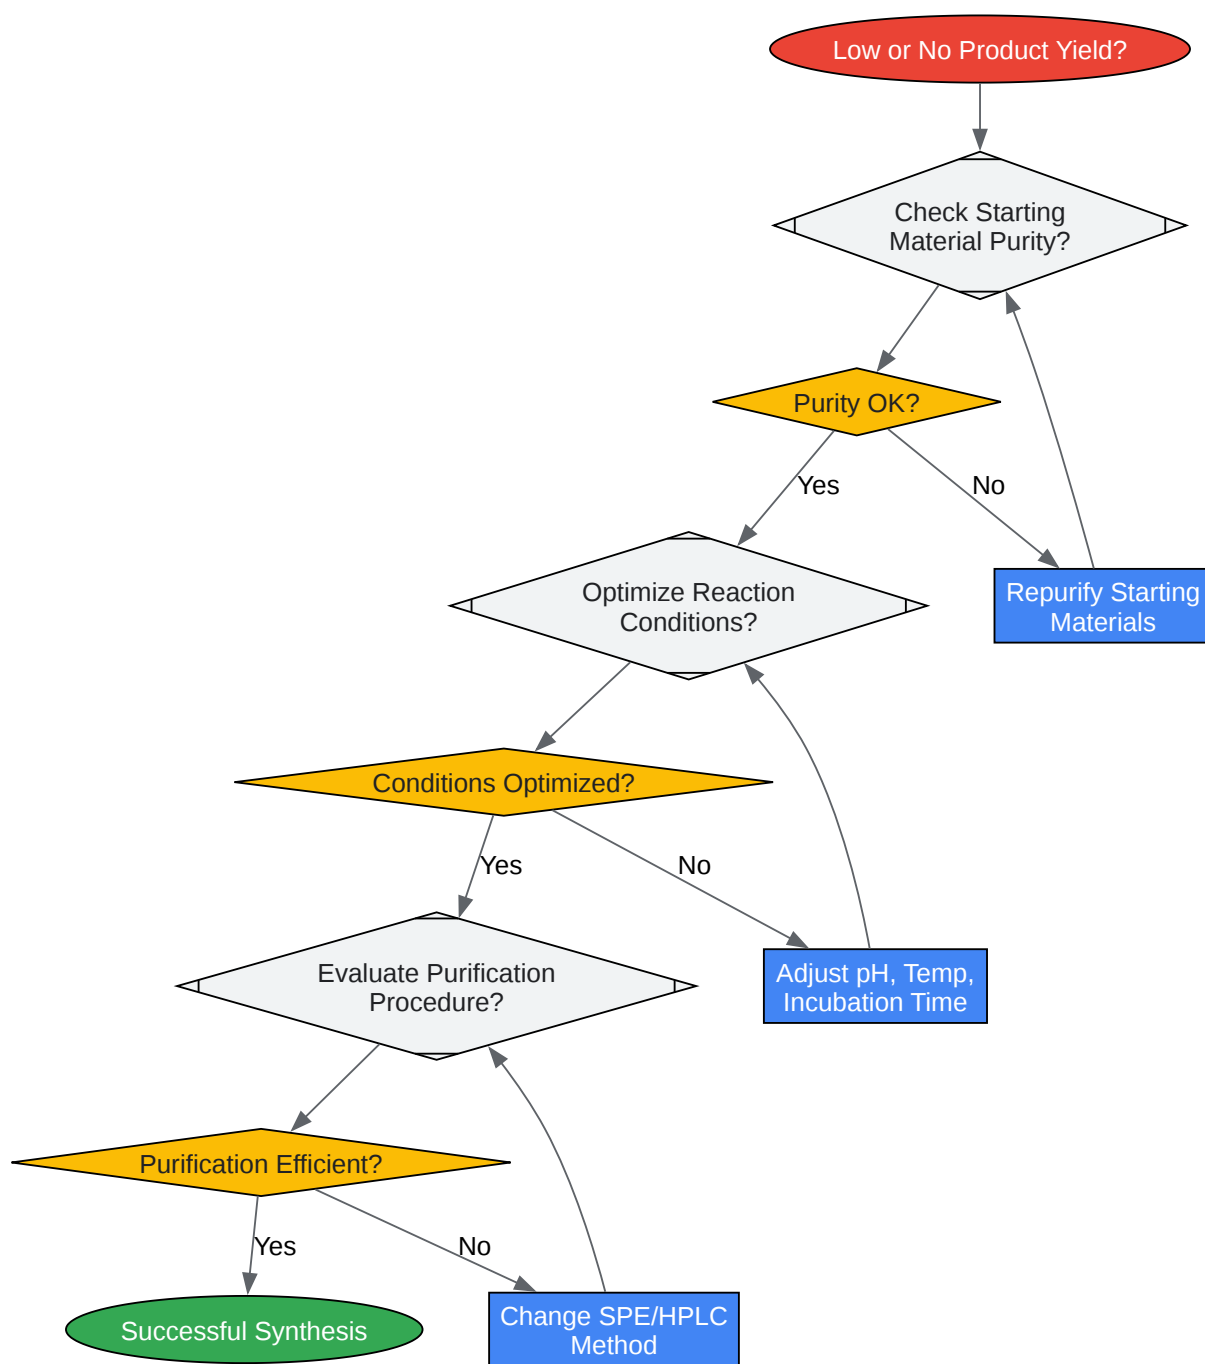 Low or No Product Yield?
Check Starting
Material Purity?
Purity OK?
Yes
No
Optimize Reaction
Conditions?
Repurify Starting
Materials
Conditions Optimized?
Yes
No
Evaluate Purification
Procedure?
Adjust pH, Temp,
Incubation Time
Purification Efficient?
Yes
No
Successful Synthesis
Change SPE/HPLC
Method